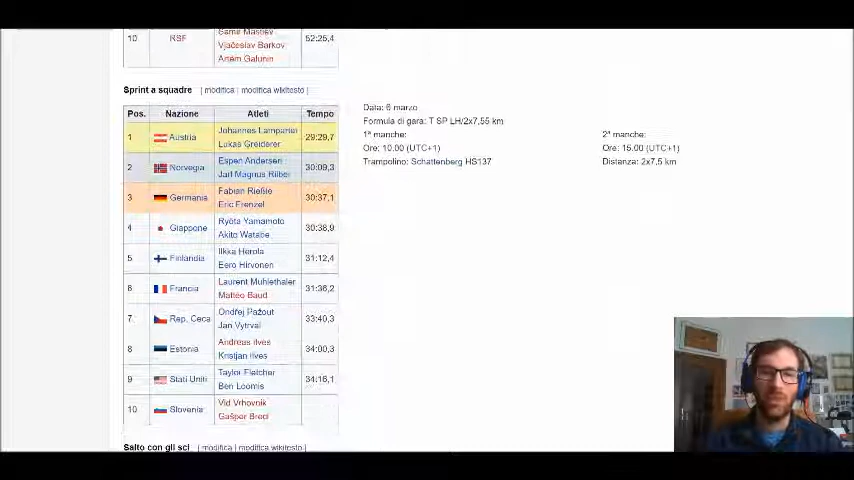 10 RSF Samir Mastiev 52:25,4
Vjačeslav Barkov
Artëm Galunin
Sprint a squadre [ modifica | modifica wikitesto ]
Pos. Nazione Atleti Tempo
1 Austria Johannes Lamparter 29:29,7
Lukas Greiderer
2 Norvegia Espen Andersen 30:09,3
Jarl Magnus Riiber
3 Germania Fabian Rießle 30:37,1
Eric Frenzel
4 Giappone Ryōta Yamamoto 30:38,9
Akito Watabe
5 Finlandia Ilkka Herola 31:12,4
Eero Hirvonen
6 Francia Laurent Muhlethaler 31:36,2
Matteo Baud
7 Rep. Ceca Ondřej Pažout 33:40,3
Jan Vytrval
8 Estonia Andreas Ilves 34:00,3
Kristjan Ilves
9 Stati Uniti Taylor Fletcher 34:16,1
Ben Loomis
10 Slovenia Vid Vrhovnik
Gašper Brecl
Data: 6 marzo
Formula di gara: T SP LH/2x7,55 km
1ª manche:
Ore: 10.00 (UTC+1)
Trampolino: Schattenberg HS137
2ª manche:
Ore: 15.00 (UTC+1)
Distanza: 2x7,5 km
Salto con gli sci [ modifica | modifica wikitesto ]